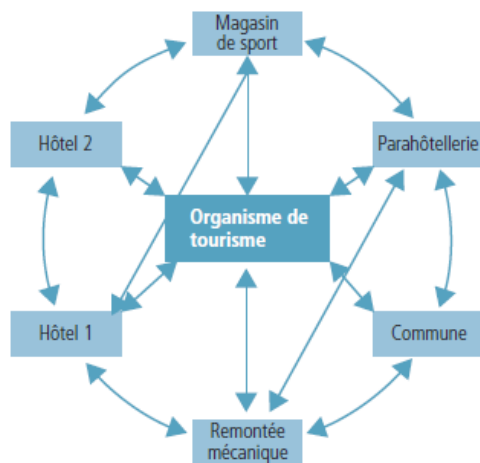 Magasin
de sport
Hôtel 2
Parahôtellerie
Organisme de
tourisme
Hôtel 1
Commune
Remontée
mécanique